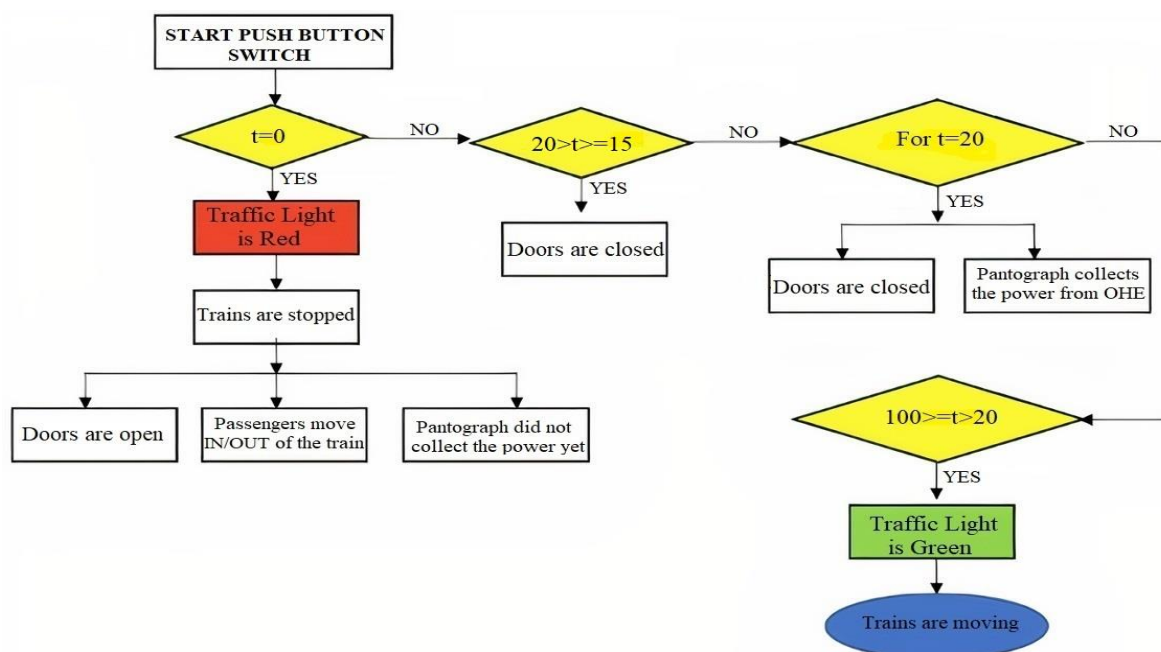 START PUSH BUTTON
SWITCH
t=0
NO
20>t>=15
NO
For t=20
NO
YES
Traffic Light
is Red
YES
Doors are closed
YES
Doors are closed
Pantograph collects
the power from OHE
Trains are stopped
Doors are open
Passengers move
IN/OUT of the train
Pantograph did not
collect the power yet
100>=t>20
YES
Traffic Light
is Green
Trains are moving